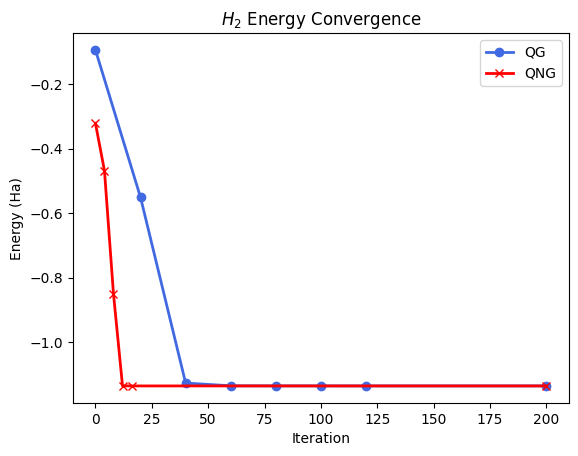 $H_2$ Energy Convergence
QG
QNG
Energy (Ha)
−0.2
−0.4
−0.6
−0.8
−1.0
0 25 50 75 100 125 150 175 200
Iteration